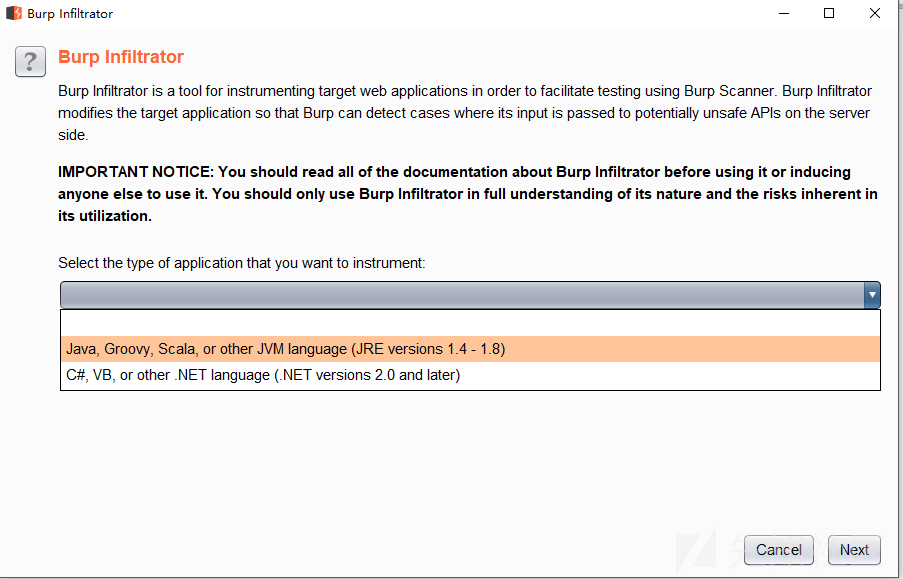 Burp Infiltrator
?
Burp Infiltrator
Burp Infiltrator is a tool for instrumenting target web applications in order to facilitate testing using Burp Scanner. Burp Infiltrator
modifies the target application so that Burp can detect cases where its input is passed to potentially unsafe APIs on the server
side.
IMPORTANT NOTICE: You should read all of the documentation about Burp Infiltrator before using it or inducing
anyone else to use it. You should only use Burp Infiltrator in full understanding of its nature and the risks inherent in
its utilization.
Select the type of application that you want to instrument:
Java, Groovy, Scala, or other JVM language (JRE versions 1.4 - 1.8)
C#, VB, or other .NET language (.NET versions 2.0 and later)
Cancel
Next